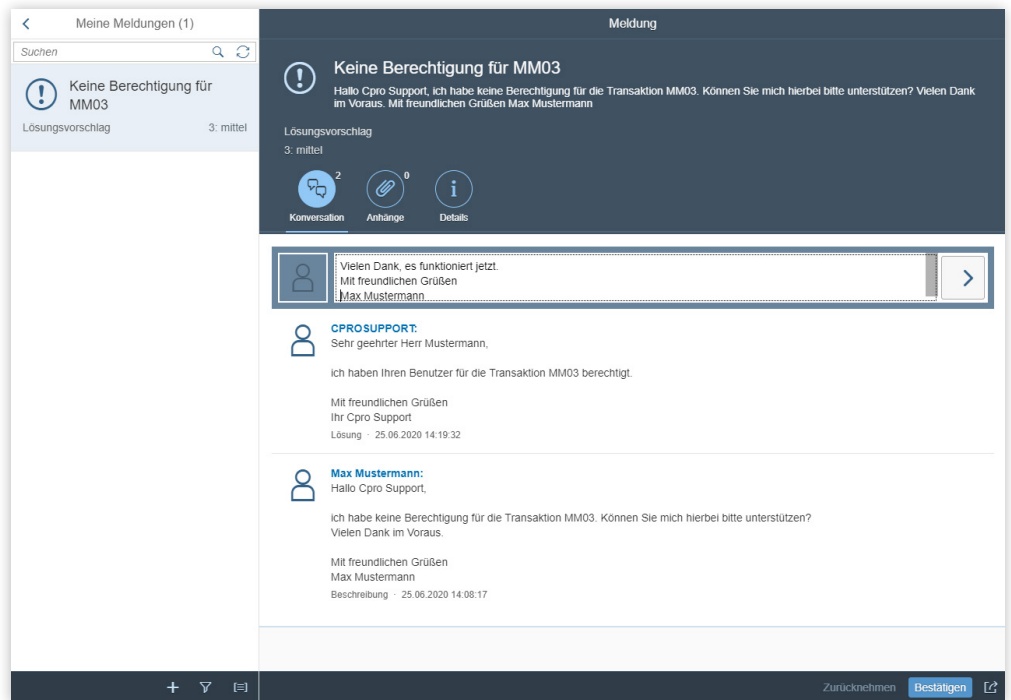 Meine Meldungen (1)
Suchen
Keine Berechtigung für
MM03
Lösungsvorschlag 3: mittel
Meldung
Keine Berechtigung für MM03
Hallo Cpro Support, ich habe keine Berechtigung für die Transaktion MM03. Können Sie mich hierbei bitte unterstützen? Vielen Dank
im Voraus. Mit freundlichen Grüßen Max Mustermann
Lösungsvorschlag
3: mittel
2 0
Konversation Anhänge Details
Vielen Dank, es funktioniert jetzt.
Mit freundlichen Grüßen
Max Mustermann
CPROSUPPORT:
Sehr geehrter Herr Mustermann,
ich haben Ihren Benutzer für die Transaktion MM03 berechtigt.
Mit freundlichen Grüßen
Ihr Cpro Support
Lösung · 25.06.2020 14:19:32
Max Mustermann:
Hallo Cpro Support,
ich habe keine Berechtigung für die Transaktion MM03. Können Sie mich hierbei bitte unterstützen?
Vielen Dank im Voraus.
Mit freundlichen Grüßen
Max Mustermann
Beschreibung · 25.06.2020 14:08:17
Zurücknehmen Bestätigen